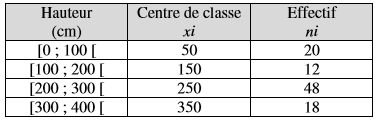 Hauteur Centre de classe Effectif
(cm) xi ni
[0 ; 100 [ 50 20
[100 ; 200 [ 150 12
[200 ; 300 [ 250 48
[300 ; 400 [ 350 18